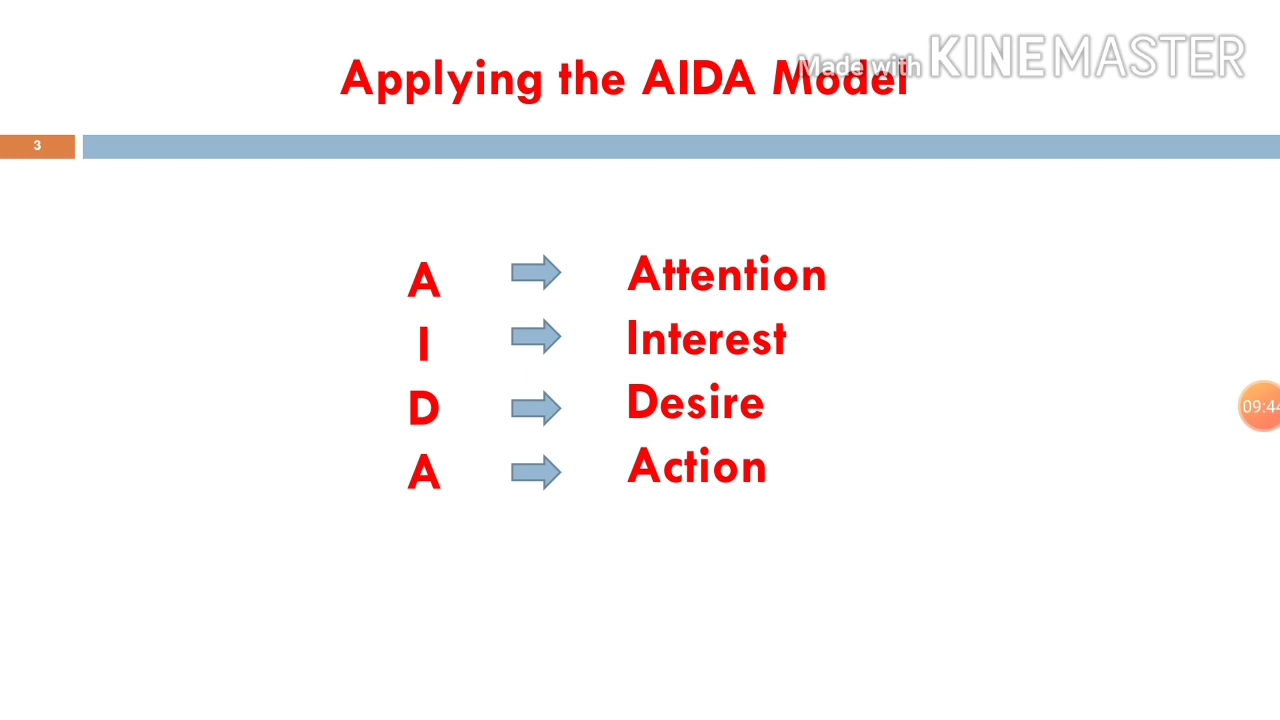 Made with KINEMASTER
Applying the AIDA Model
3
A Attention
I Interest
D Desire
A Action
09:44